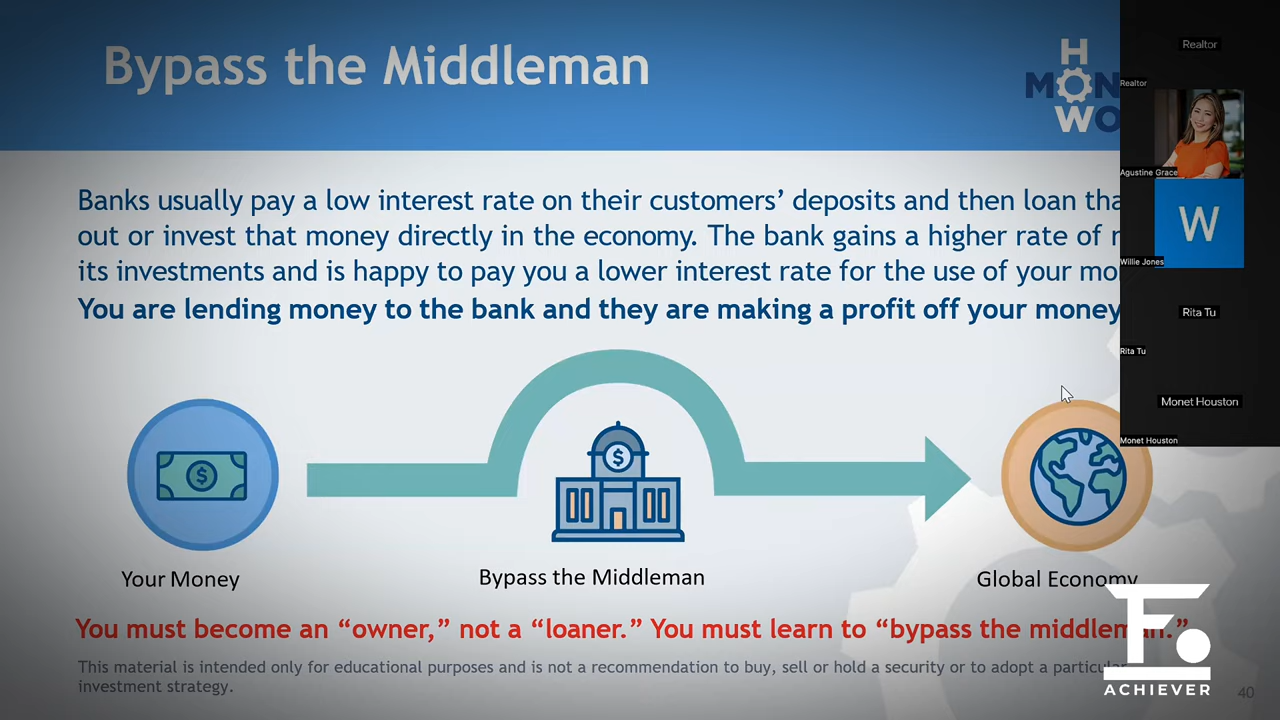 Bypass the Middleman
H
MON
WO
Banks usually pay a low interest rate on their customers’ deposits and then loan
out or invest that money directly in the economy. The bank gains a higher rate of
its investments and is happy to pay you a lower interest rate for the use of your
You are lending money to the bank and they are making a profit off your money
$
$
Your Money
Bypass the Middleman
Global Economy
You must become an “owner,” not a “loaner.” You must learn to “bypass the middleman.”
This material is intended only for educational purposes and is not a recommendation to buy, sell or hold a security or to adopt a particular
investment strategy.
40
Realtor
Realtor
Agustine Grace
W
Willie Jones
Rita Tu
Rita Tu
Monet Houston
Monet Houston
ACHIEVER